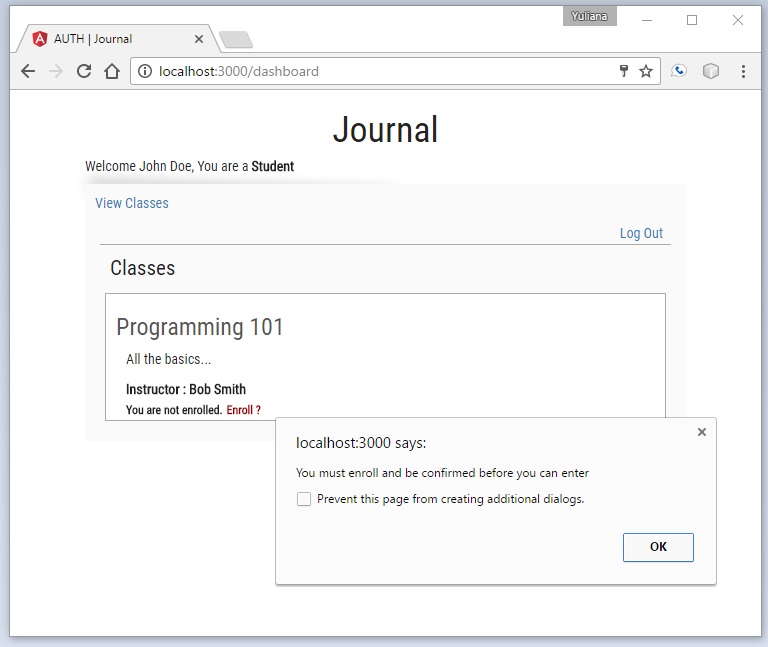 Yuliana
AUTH | Journal
localhost:3000/dashboard
Journal
Welcome John Doe, You are a Student
View Classes
Log Out
Classes
Programming 101
All the basics...
Instructor : Bob Smith
You are not enrolled. Enroll ?
localhost:3000 says:
You must enroll and be confirmed before you can enter
Prevent this page from creating additional dialogs.
OK